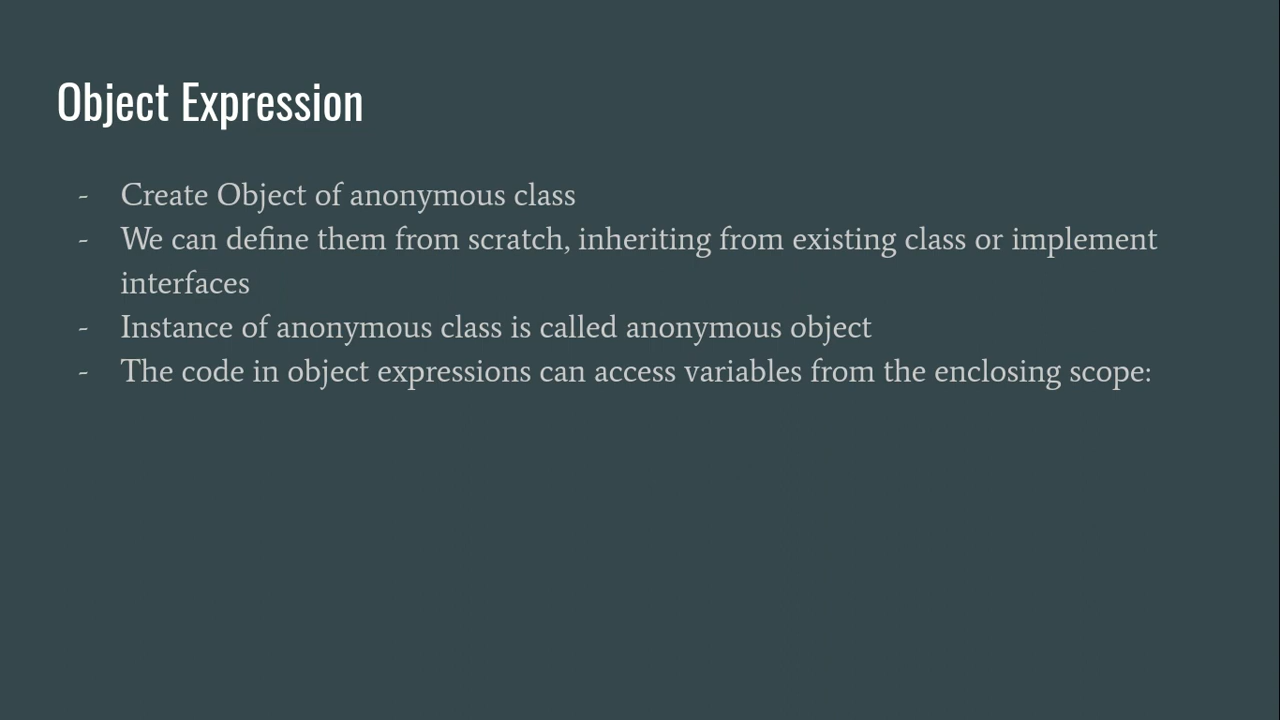 Object Expression
- Create Object of anonymous class
- We can define them from scratch, inheriting from existing class or implement
interfaces
- Instance of anonymous class is called anonymous object
- The code in object expressions can access variables from the enclosing scope: